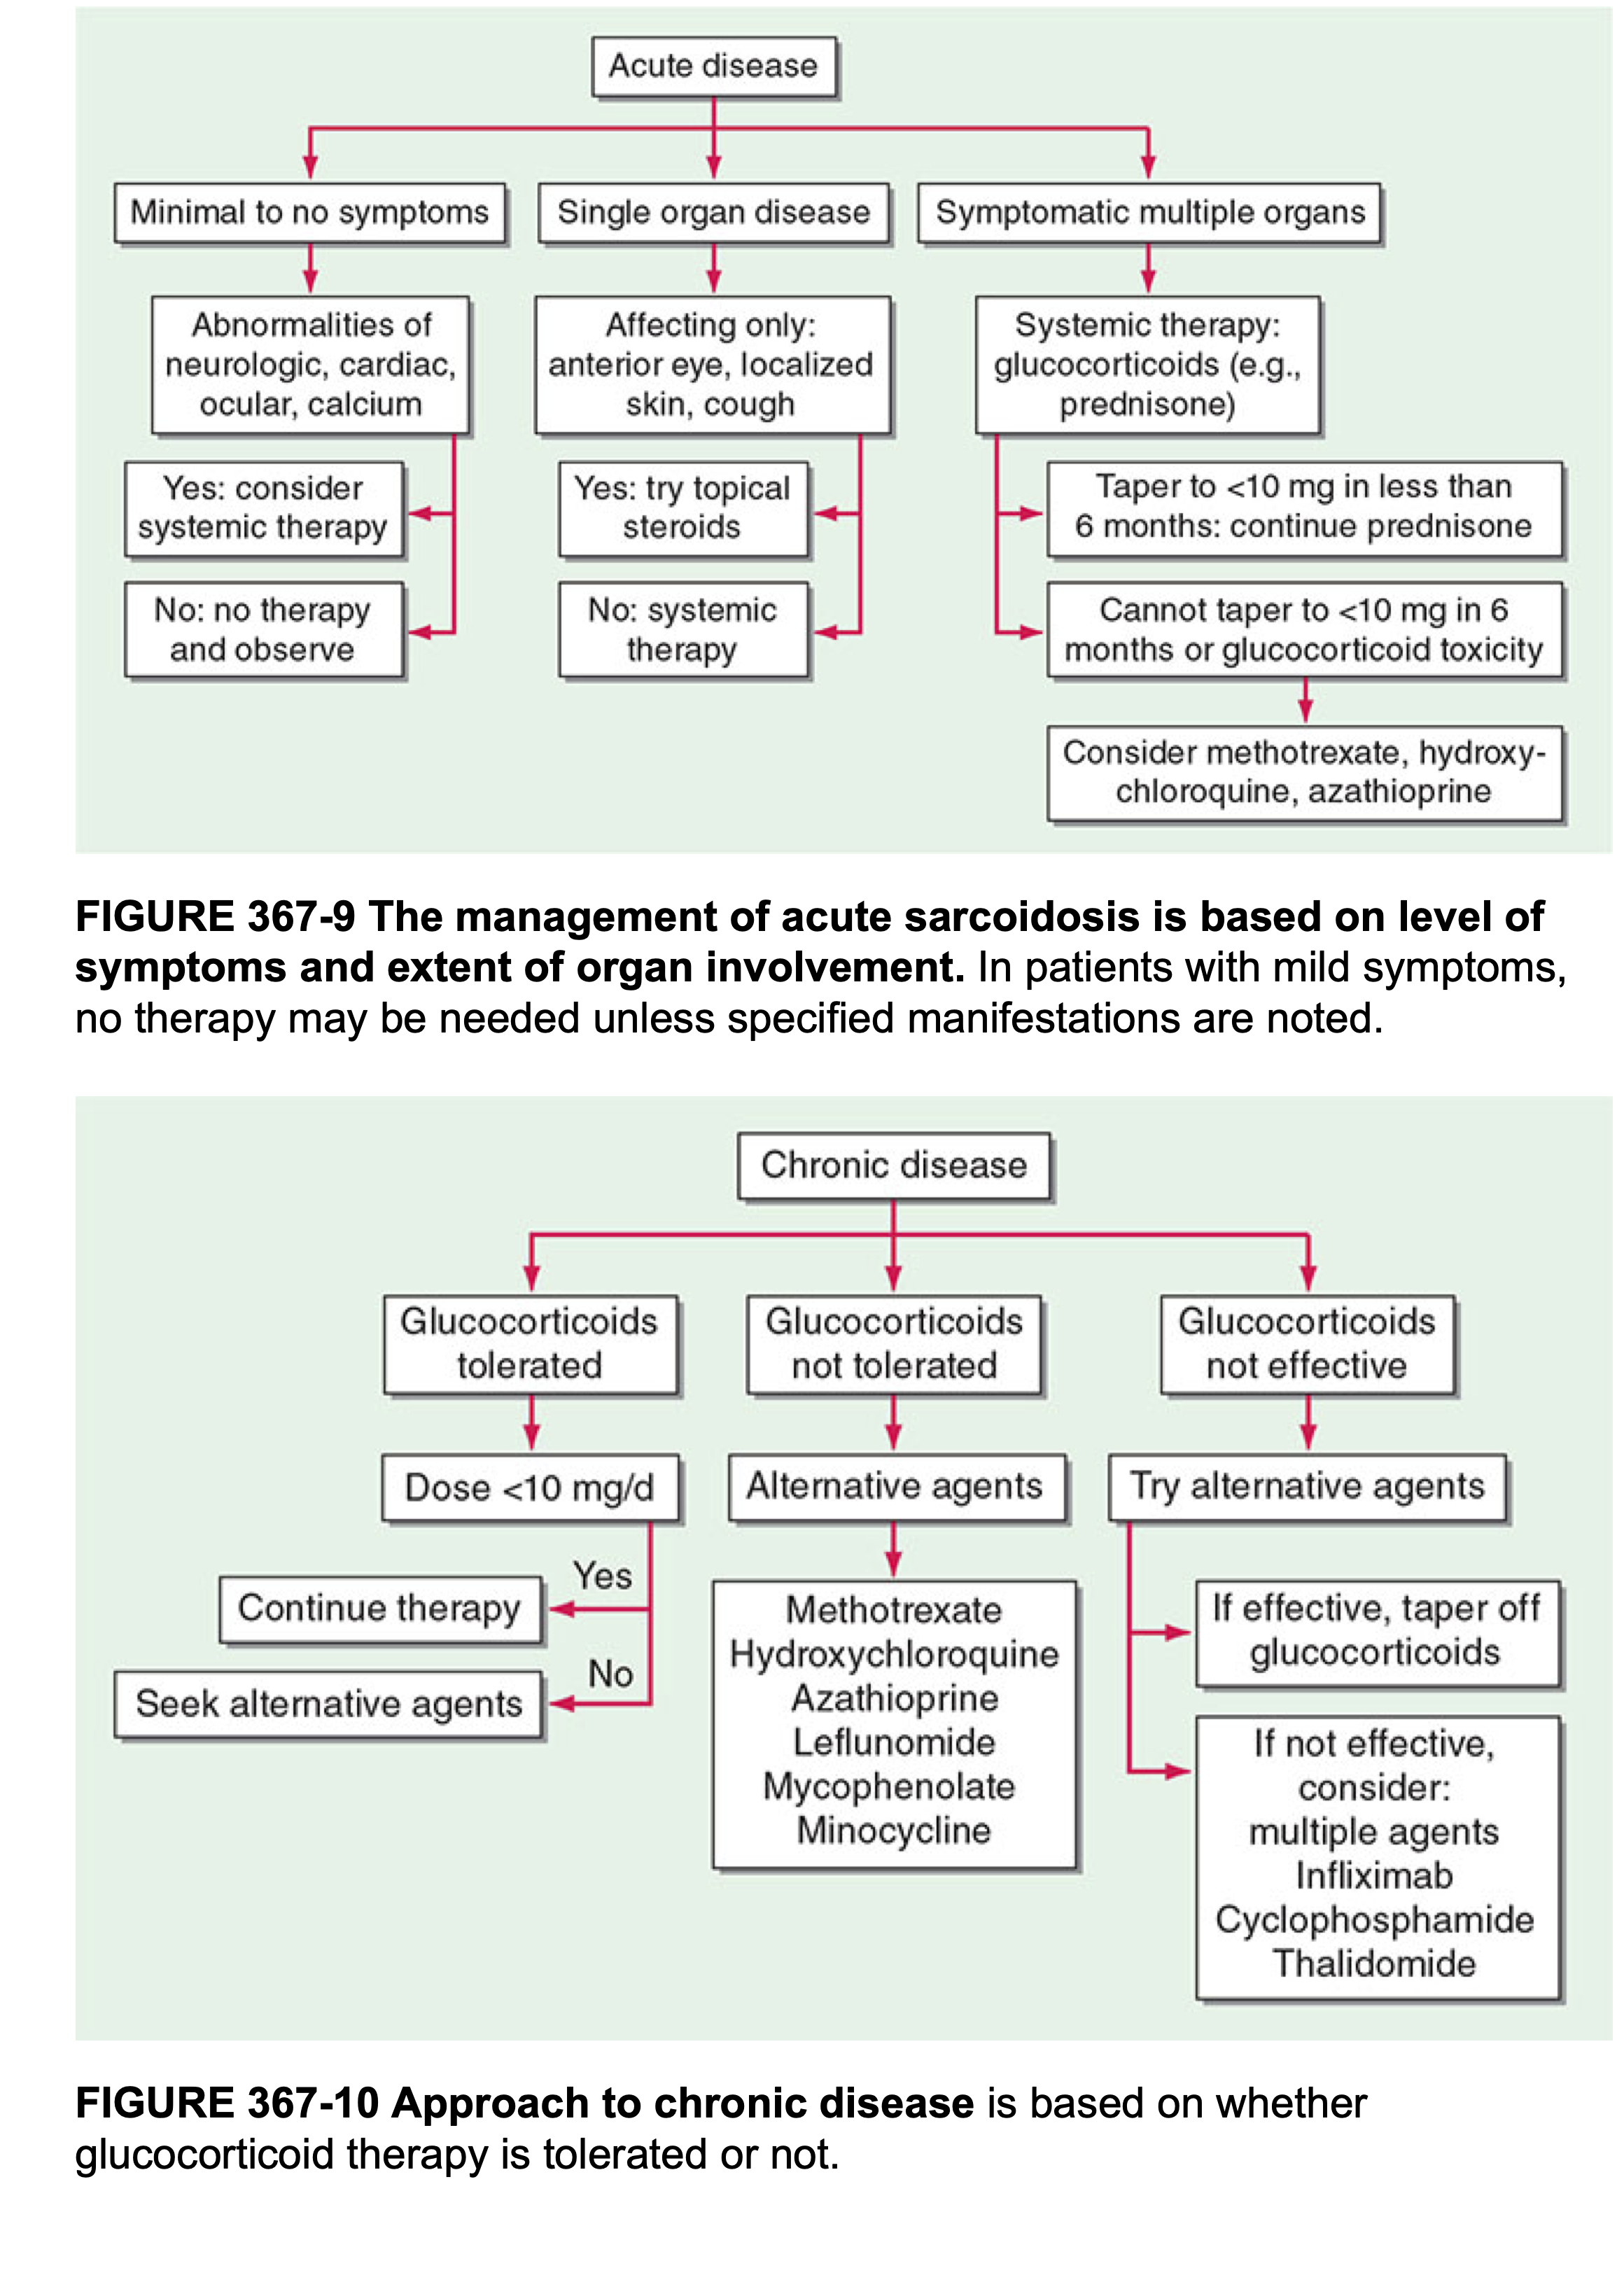 Acute disease
Minimal to no symptoms
Single organ disease
Symptomatic multiple organs
Abnormalities of
neurologic, cardiac,
ocular, calcium
Affecting only:
anterior eye, localized
skin, cough
Systemic therapy:
glucocorticoids (e.g.,
prednisone)
Yes: consider
systemic therapy
Yes: try topical
steroids
Taper to <10 mg in less than
6 months: continue prednisone
No: no therapy
and observe
No: systemic
therapy
Cannot taper to <10 mg in 6
months or glucocorticoid toxicity
Consider methotrexate, hydroxy-
chloroquine, azathioprine
FIGURE 367-9 The management of acute sarcoidosis is based on level of
symptoms and extent of organ involvement. In patients with mild symptoms,
no therapy may be needed unless specified manifestations are noted.
Chronic disease
Glucocorticoids
tolerated
Glucocorticoids
not tolerated
Glucocorticoids
not effective
Dose <10 mg/d
Alternative agents
Try alternative agents
Yes
Continue therapy
No
Seek alternative agents
Methotrexate
Hydroxychloroquine
Azathioprine
Leflunomide
Mycophenolate
Minocycline
If effective, taper off
glucocorticoids
If not effective,
consider:
multiple agents
Infliximab
Cyclophosphamide
Thalidomide
FIGURE 367-10 Approach to chronic disease is based on whether
glucocorticoid therapy is tolerated or not.